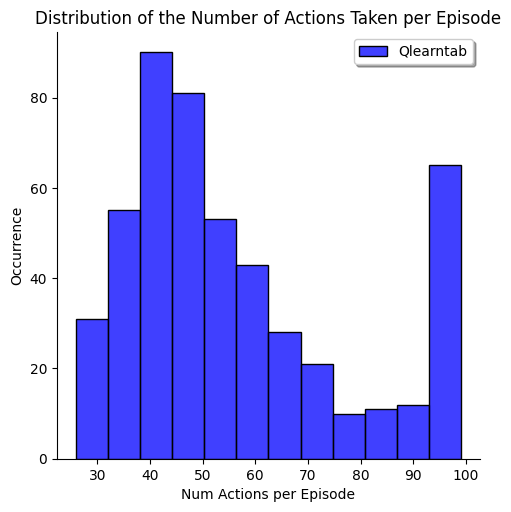 Distribution of the Number of Actions Taken per Episode
Qlearntab
Occurrence
80
60
40
20
0
30 40 50 60 70 80 90 100
Num Actions per Episode